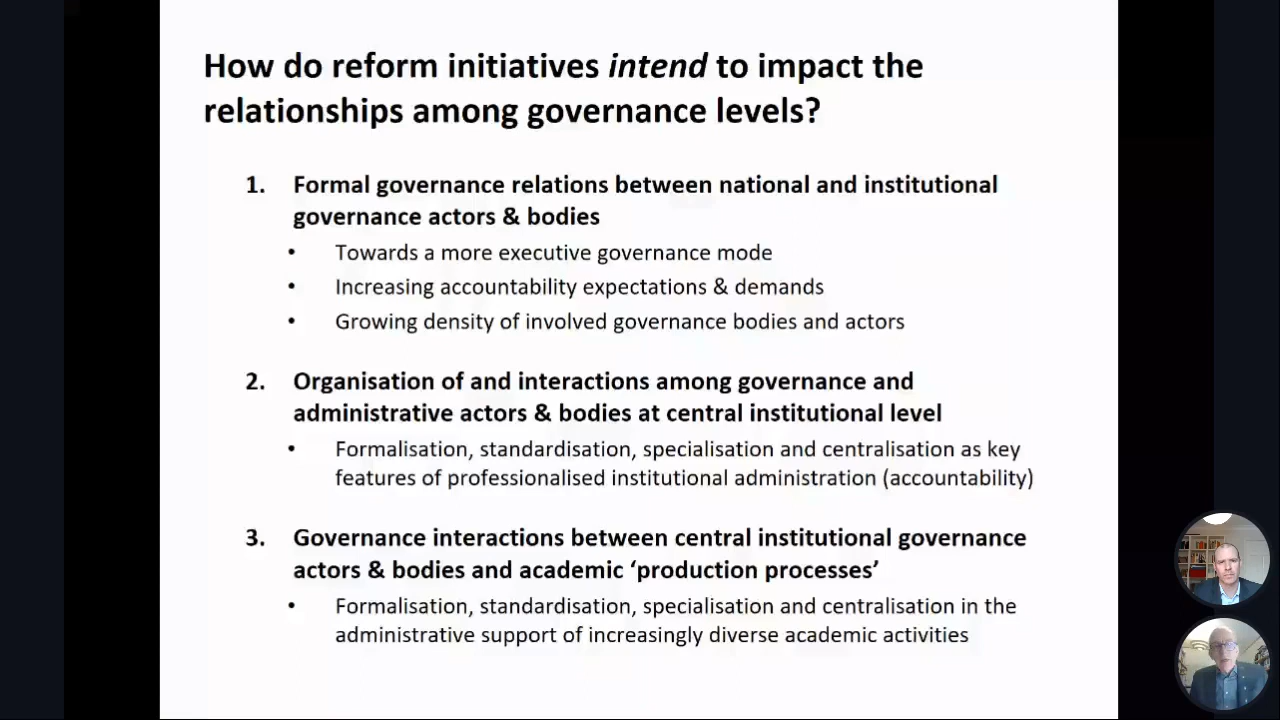 How do reform initiatives intend to impact the
relationships among governance levels?
1. Formal governance relations between national and institutional
governance actors & bodies
• Towards a more executive governance mode
• Increasing accountability expectations & demands
• Growing density of involved governance bodies and actors
2. Organisation of and interactions among governance and
administrative actors & bodies at central institutional level
• Formalisation, standardisation, specialisation and centralisation as key
features of professionalised institutional administration (accountability)
3. Governance interactions between central institutional governance
actors & bodies and academic ‘production processes’
• Formalisation, standardisation, specialisation and centralisation in the
administrative support of increasingly diverse academic activities